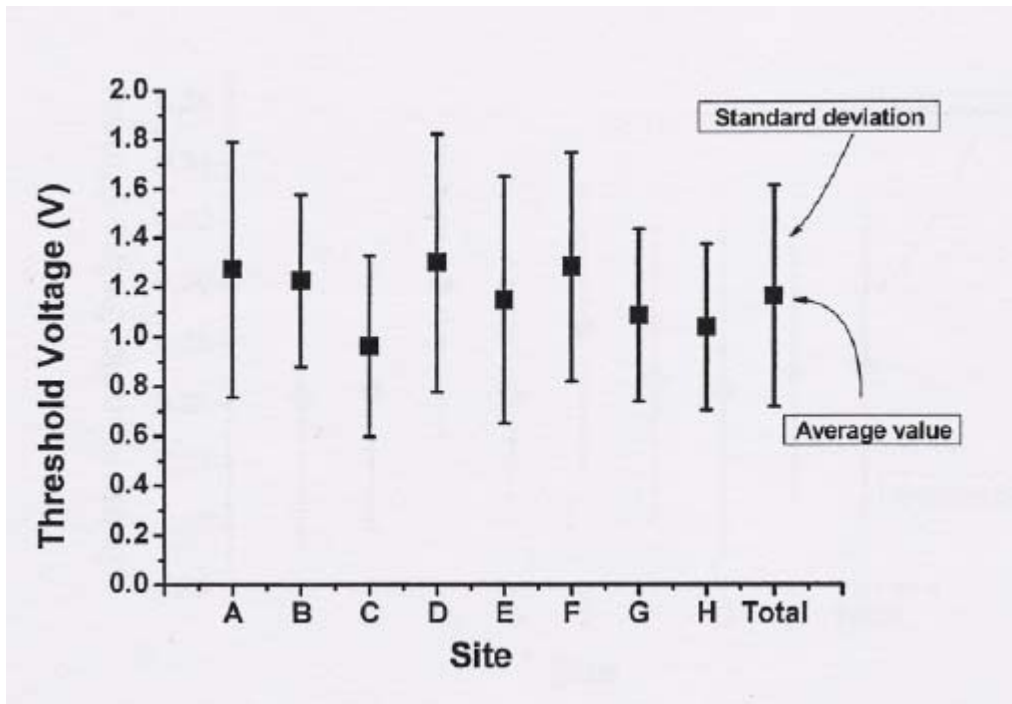 Threshold Voltage (V)
2.0
1.8
1.6
1.4
1.2
1.0
0.8
0.6
0.4
0.2
0.0
A B C D E F G H Total
Site
Standard deviation
Average value